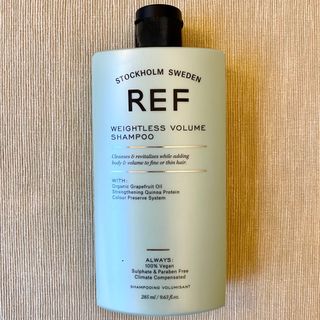 STOCKHOLM SWEDEN
REF
WEIGHTLESS VOLUME
SHAMPOO
Cleanses & revitalises while adding
body & volume to fine or thin hair.
WITH:
Organic Grapefruit Oil
Strengthening Quinoa Protein
Colour Preserve System
ALWAYS:
100% Vegan
Sulphate & Paraben Free
Climate Compensated
SHAMPOOING VOLUMISANT
285 ml / 9.63 fl.oz.